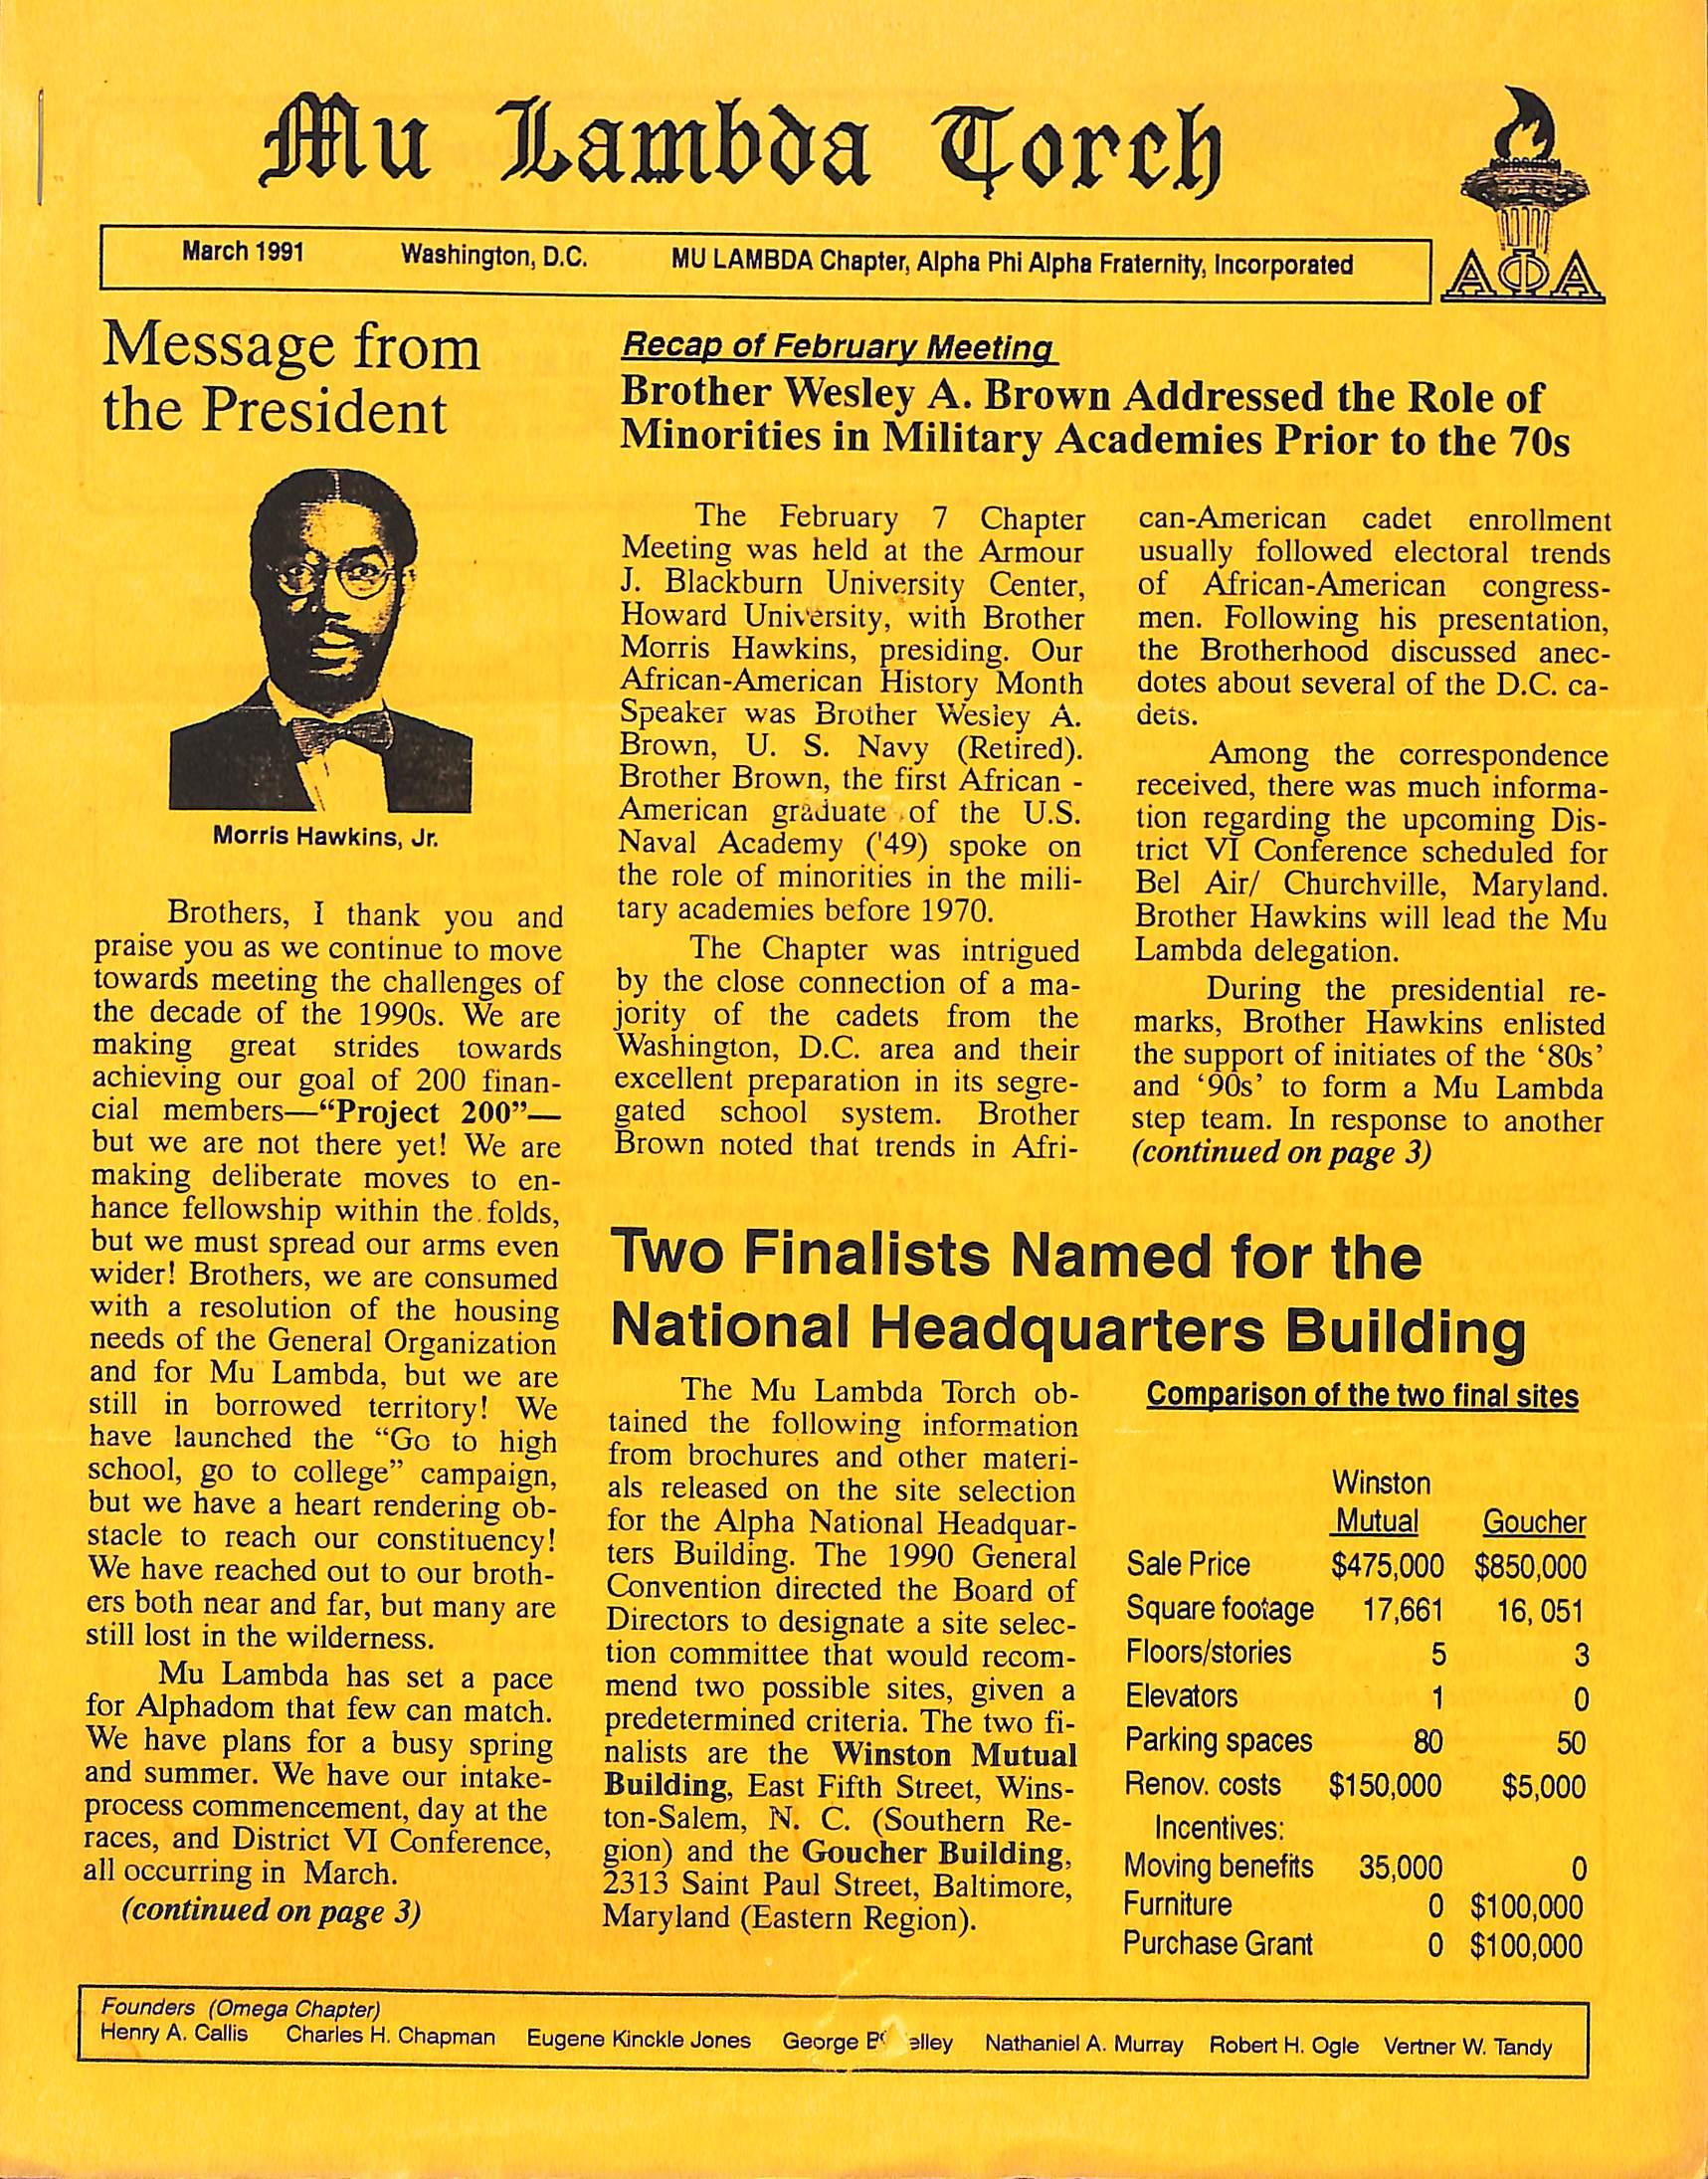 Mu Lambda Torch
March 1991 Washington, D.C. MU LAMBDA Chapter, Alpha Phi Alpha Fraternity, Incorporated
ΑΦΑ
Message from
the President
Morris Hawkins, Jr.
Brothers, I thank you and
praise you as we continue to move
towards meeting the challenges of
the decade of the 1990s. We are
making great strides towards
achieving our goal of 200 finan-
cial members—“Project 200”—
but we are not there yet! We are
making deliberate moves to en-
hance fellowship within the folds,
but we must spread our arms even
wider! Brothers, we are consumed
with a resolution of the housing
needs of the General Organization
and for Mu Lambda, but we are
still in borrowed territory! We
have launched the “Go to high
school, go to college” campaign,
but we have a heart rendering ob-
stacle to reach our constituency!
We have reached out to our broth-
ers both near and far, but many are
still lost in the wilderness.
Mu Lambda has set a pace
for Alphadom that few can match.
We have plans for a busy spring
and summer. We have our intake-
process commencement, day at the
races, and District VI Conference,
all occurring in March.
(continued on page 3)
Recap of February Meeting
Brother Wesley A. Brown Addressed the Role of
Minorities in Military Academies Prior to the 70s
The February 7 Chapter
Meeting was held at the Armour
J. Blackburn University Center,
Howard University, with Brother
Morris Hawkins, presiding. Our
African-American History Month
Speaker was Brother Wesley A.
Brown, U. S. Navy (Retired).
Brother Brown, the first African -
American graduate of the U.S.
Naval Academy ('49) spoke on
the role of minorities in the mili-
tary academies before 1970.
The Chapter was intrigued
by the close connection of a ma-
jority of the cadets from the
Washington, D.C. area and their
excellent preparation in its segre-
gated school system. Brother
Brown noted that trends in Afri-
can-American cadet enrollment
usually followed electoral trends
of African-American congress-
men. Following his presentation,
the Brotherhood discussed anec-
dotes about several of the D.C. ca-
dets.
Among the correspondence
received, there was much informa-
tion regarding the upcoming Dis-
trict VI Conference scheduled for
Bel Air/ Churchville, Maryland.
Brother Hawkins will lead the Mu
Lambda delegation.
During the presidential re-
marks, Brother Hawkins enlisted
the support of initiates of the ‘80s’
and ‘90s’ to form a Mu Lambda
step team. In response to another
(continued on page 3)
Two Finalists Named for the
National Headquarters Building
The Mu Lambda Torch ob-
tained the following information
from brochures and other materi-
als released on the site selection
for the Alpha National Headquar-
ters Building. The 1990 General
Convention directed the Board of
Directors to designate a site selec-
tion committee that would recom-
mend two possible sites, given a
predetermined criteria. The two fi-
nalists are the Winston Mutual
Building, East Fifth Street, Wins-
ton-Salem, N. C. (Southern Re-
gion) and the Goucher Building,
2313 Saint Paul Street, Baltimore,
Maryland (Eastern Region).
Comparison of the two final sites
Winston
Mutual Goucher
Sale Price $475,000 $850,000
Square footage 17,661 16, 051
Floors/stories 5 3
Elevators 1 0
Parking spaces 80 50
Renov. costs $150,000 $5,000
Incentives:
Moving benefits 35,000 0
Furniture 0 $100,000
Purchase Grant 0 $100,000
Founders (Omega Chapter)
Henry A. Callis Charles H. Chapman Eugene Kinckle Jones George Nathaniel A. Murray Robert H. Ogle Vertner W. Tandy